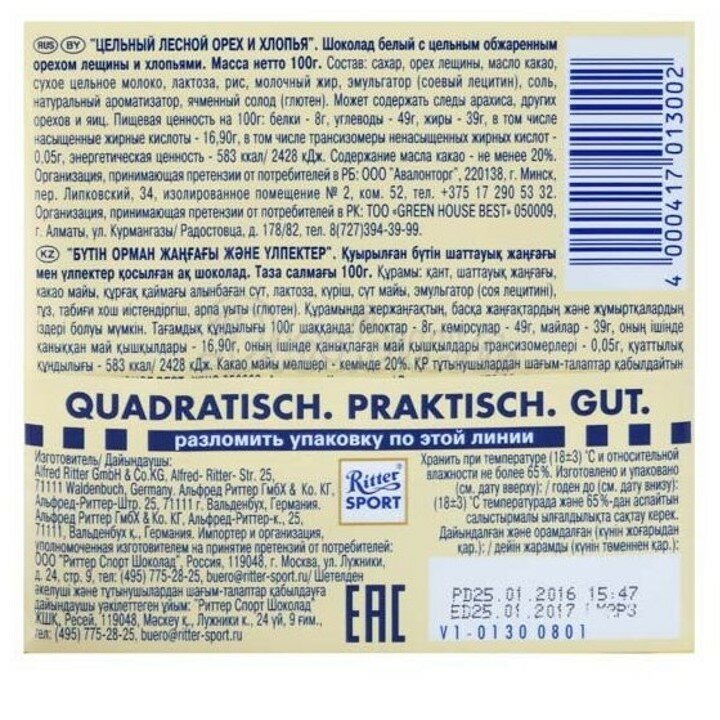 RUS BY "ЦЕЛЬНЫЙ ЛЕСНОЙ ОРЕХ И ХЛОПЬЯ". Шоколад белый с цельным обжаренным
орехом лещины и хлопьями. Масса нетто 100г. Состав: сахар, орех лещины, масло какао,
сухое цельное молоко, лактоза, рис, молочный жир, эмульгатор (соевый лецитин), соль,
натуральный ароматизатор, ячменный солод (глютен). Может содержать следы арахиса, других
орехов и яиц. Пищевая ценность на 100г: белки - 8г, углеводы - 49г, жиры - 39г, в том числе
насыщенные жирные кислоты - 16,90г, в том числе трансизомеры ненасыщенных жирных кислот -
0,05г, энергетическая ценность - 583 ккал/ 2428 кДж. Содержание масла какао - не менее 20%.
Организация, принимающая претензии от потребителей в РБ: ООО "Авалонторг", 220138, г. Минск,
пер. Липковский, 34, изолированное помещение № 2, ком. 52, тел. +375 17 290 53 32.
Организация, принимающая претензии от потребителей в РК: ТОО «GREEN HOUSE BEST» 050009,
г. Алматы, ул. Курмангазы/ Радостовца, д. 178/82, тел. 8(727)394-39-99.
KZ "БҮТІН ОРМАН ЖАҢҒАҒЫ ЖӘНЕ ҮЛПЕКТЕР". Қуырылған бүтін шаттауық жаңғағы
мен үлпектер қосылған ақ шоколад. Таза салмағы 100г. Құрамы: қант, шаттауық жаңғағы,
какао майы, құрғақ қаймағы алынбаған сүт, лактоза, күріш, сүт майы, эмульгатор (соя лецитині),
тұз, табиғи хош иістендіргіш, арпа уыты (глютен). Құрамында жержаңғақтың, басқа жаңғақтардың және жұмыртқалардың
іздері болуы мүмкін. Тағамдық құндылығы 100г шаққанда: белоктар - 8г, көмірсулар - 49г, майлар - 39г, оның ішінде
қаныққан май қышқылдары - 16,90г, оның ішінде қанықпаған май қышқылдары трансизомерлері - 0,05г, қуаттылық
құндылығы - 583 ккал/ 2428 кДж. Какао майы мөлшері - кемінде 20%. ҚР тұтынушылардан шағым-талаптар қабылдайтын
4 000417 013002
QUADRATISCH. PRAKTISCH. GUT.
разломить упаковку по этой линии
Изготовитель/ Дайындаушы:
Alfred Ritter GmbH & Co.KG, Alfred- Ritter- Str. 25,
71111 Waldenbuch, Germany. Альфред Риттер ГмбХ & Ко. КГ,
Альфред-Риттер-Штр. 25, 71111 г. Вальденбух, Германия.
Альфред Риттер ГмбХ & Ко. КГ, Альфред-Риттер-к., 25,
71111, Вальденбух қ., Германия. Импортер и организация,
уполномоченная изготовителем на принятие претензий от потребителей:
ООО "Риттер Спорт Шоколад", Россия, 119048, г. Москва, ул. Лужники,
д. 24, стр. 9, тел: (495) 775-28-25, buero@ritter-sport.ru/ Шетелден
әкелуші және тұтынушылардан шағым-талаптар қабылдауға
дайындаушы уәкілеттеген ұйым: "Риттер Спорт Шоколад"
ЖШҚ, Ресей, 119048, Мәскеу қ., Лужники к., 24 үй, 9 ғим.,
тел: (495) 775-28-25, buero@ritter-sport.ru
Ritter
SPORT
EAC
Хранить при температуре (18±3) °C и относительной
влажности не более 65%. Изготовлено и упаковано
(см. дату вверху): / годен до (см. дату внизу):
(18±3) °C температурада және 65%-дан аспайтын
салыстырмалы ылғалдылықта сақтау керек.
Дайындалған және орамдалған (күнін жоғарыдан
қар.): / дейін жарамды (күнін төменнен қар.):
PD25.01.2016 15:47
ED25.01.2017
V1-0130 0801